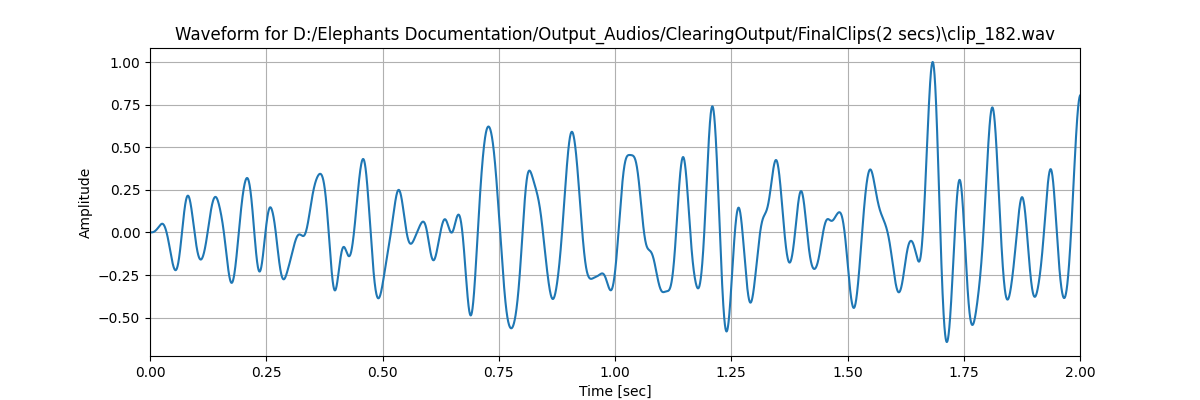 Waveform for D:/Elephants Documentation/Output_Audios/ClearingOutput/FinalClips(2 secs)\clip_182.wav
1.00
0.75
0.50
0.25
0.00
−0.25
−0.50
Amplitude
0.00 0.25 0.50 0.75 1.00 1.25 1.50 1.75 2.00
Time [sec]